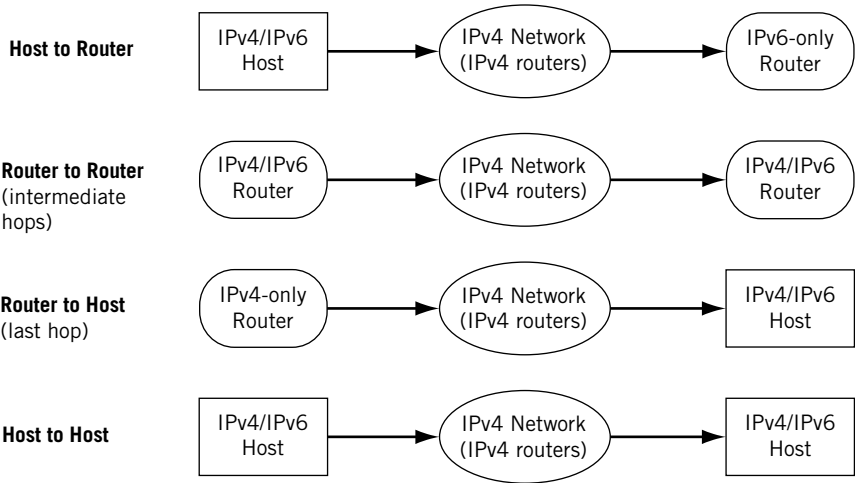 Host to Router
IPv4/IPv6
Host
IPv4 Network
(IPv4 routers)
IPv6-only
Router
Router to Router
(intermediate
hops)
IPv4/IPv6
Router
IPv4 Network
(IPv4 routers)
IPv4/IPv6
Router
Router to Host
(last hop)
IPv4-only
Router
IPv4 Network
(IPv4 routers)
IPv4/IPv6
Host
Host to Host
IPv4/IPv6
Host
IPv4 Network
(IPv4 routers)
IPv4/IPv6
Host